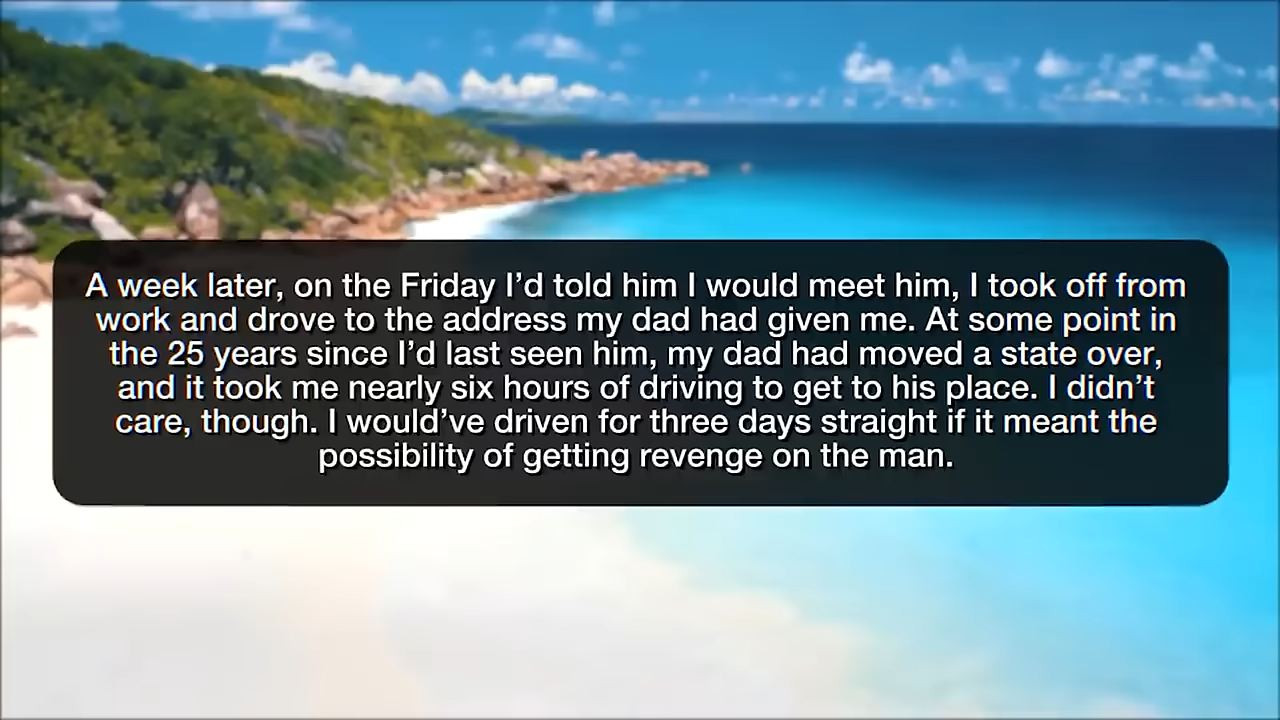 A week later, on the Friday I’d told him I would meet him, I took off from
work and drove to the address my dad had given me. At some point in
the 25 years since I’d last seen him, my dad had moved a state over,
and it took me nearly six hours of driving to get to his place. I didn’t
care, though. I would’ve driven for three days straight if it meant the
possibility of getting revenge on the man.